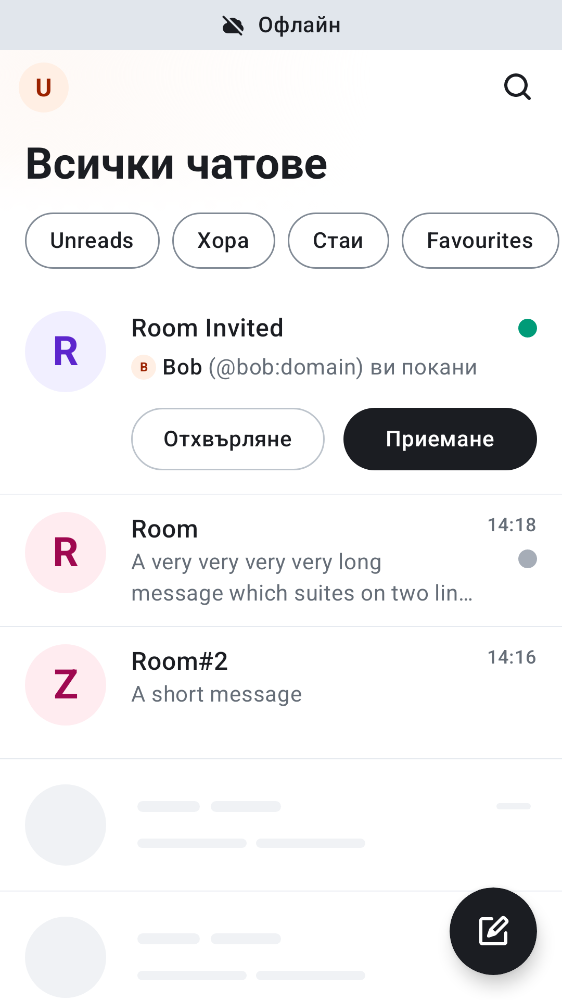 Офлайн
U
Всички чатове
Unreads
Хора
Стаи
Favourites
R
Room Invited
B Bob (@bob:domain) ви покани
Отхвърляне
Приемане
R
Room
14:18
A very very very very long
message which suites on two lin…
Z
Room#2
14:16
A short message